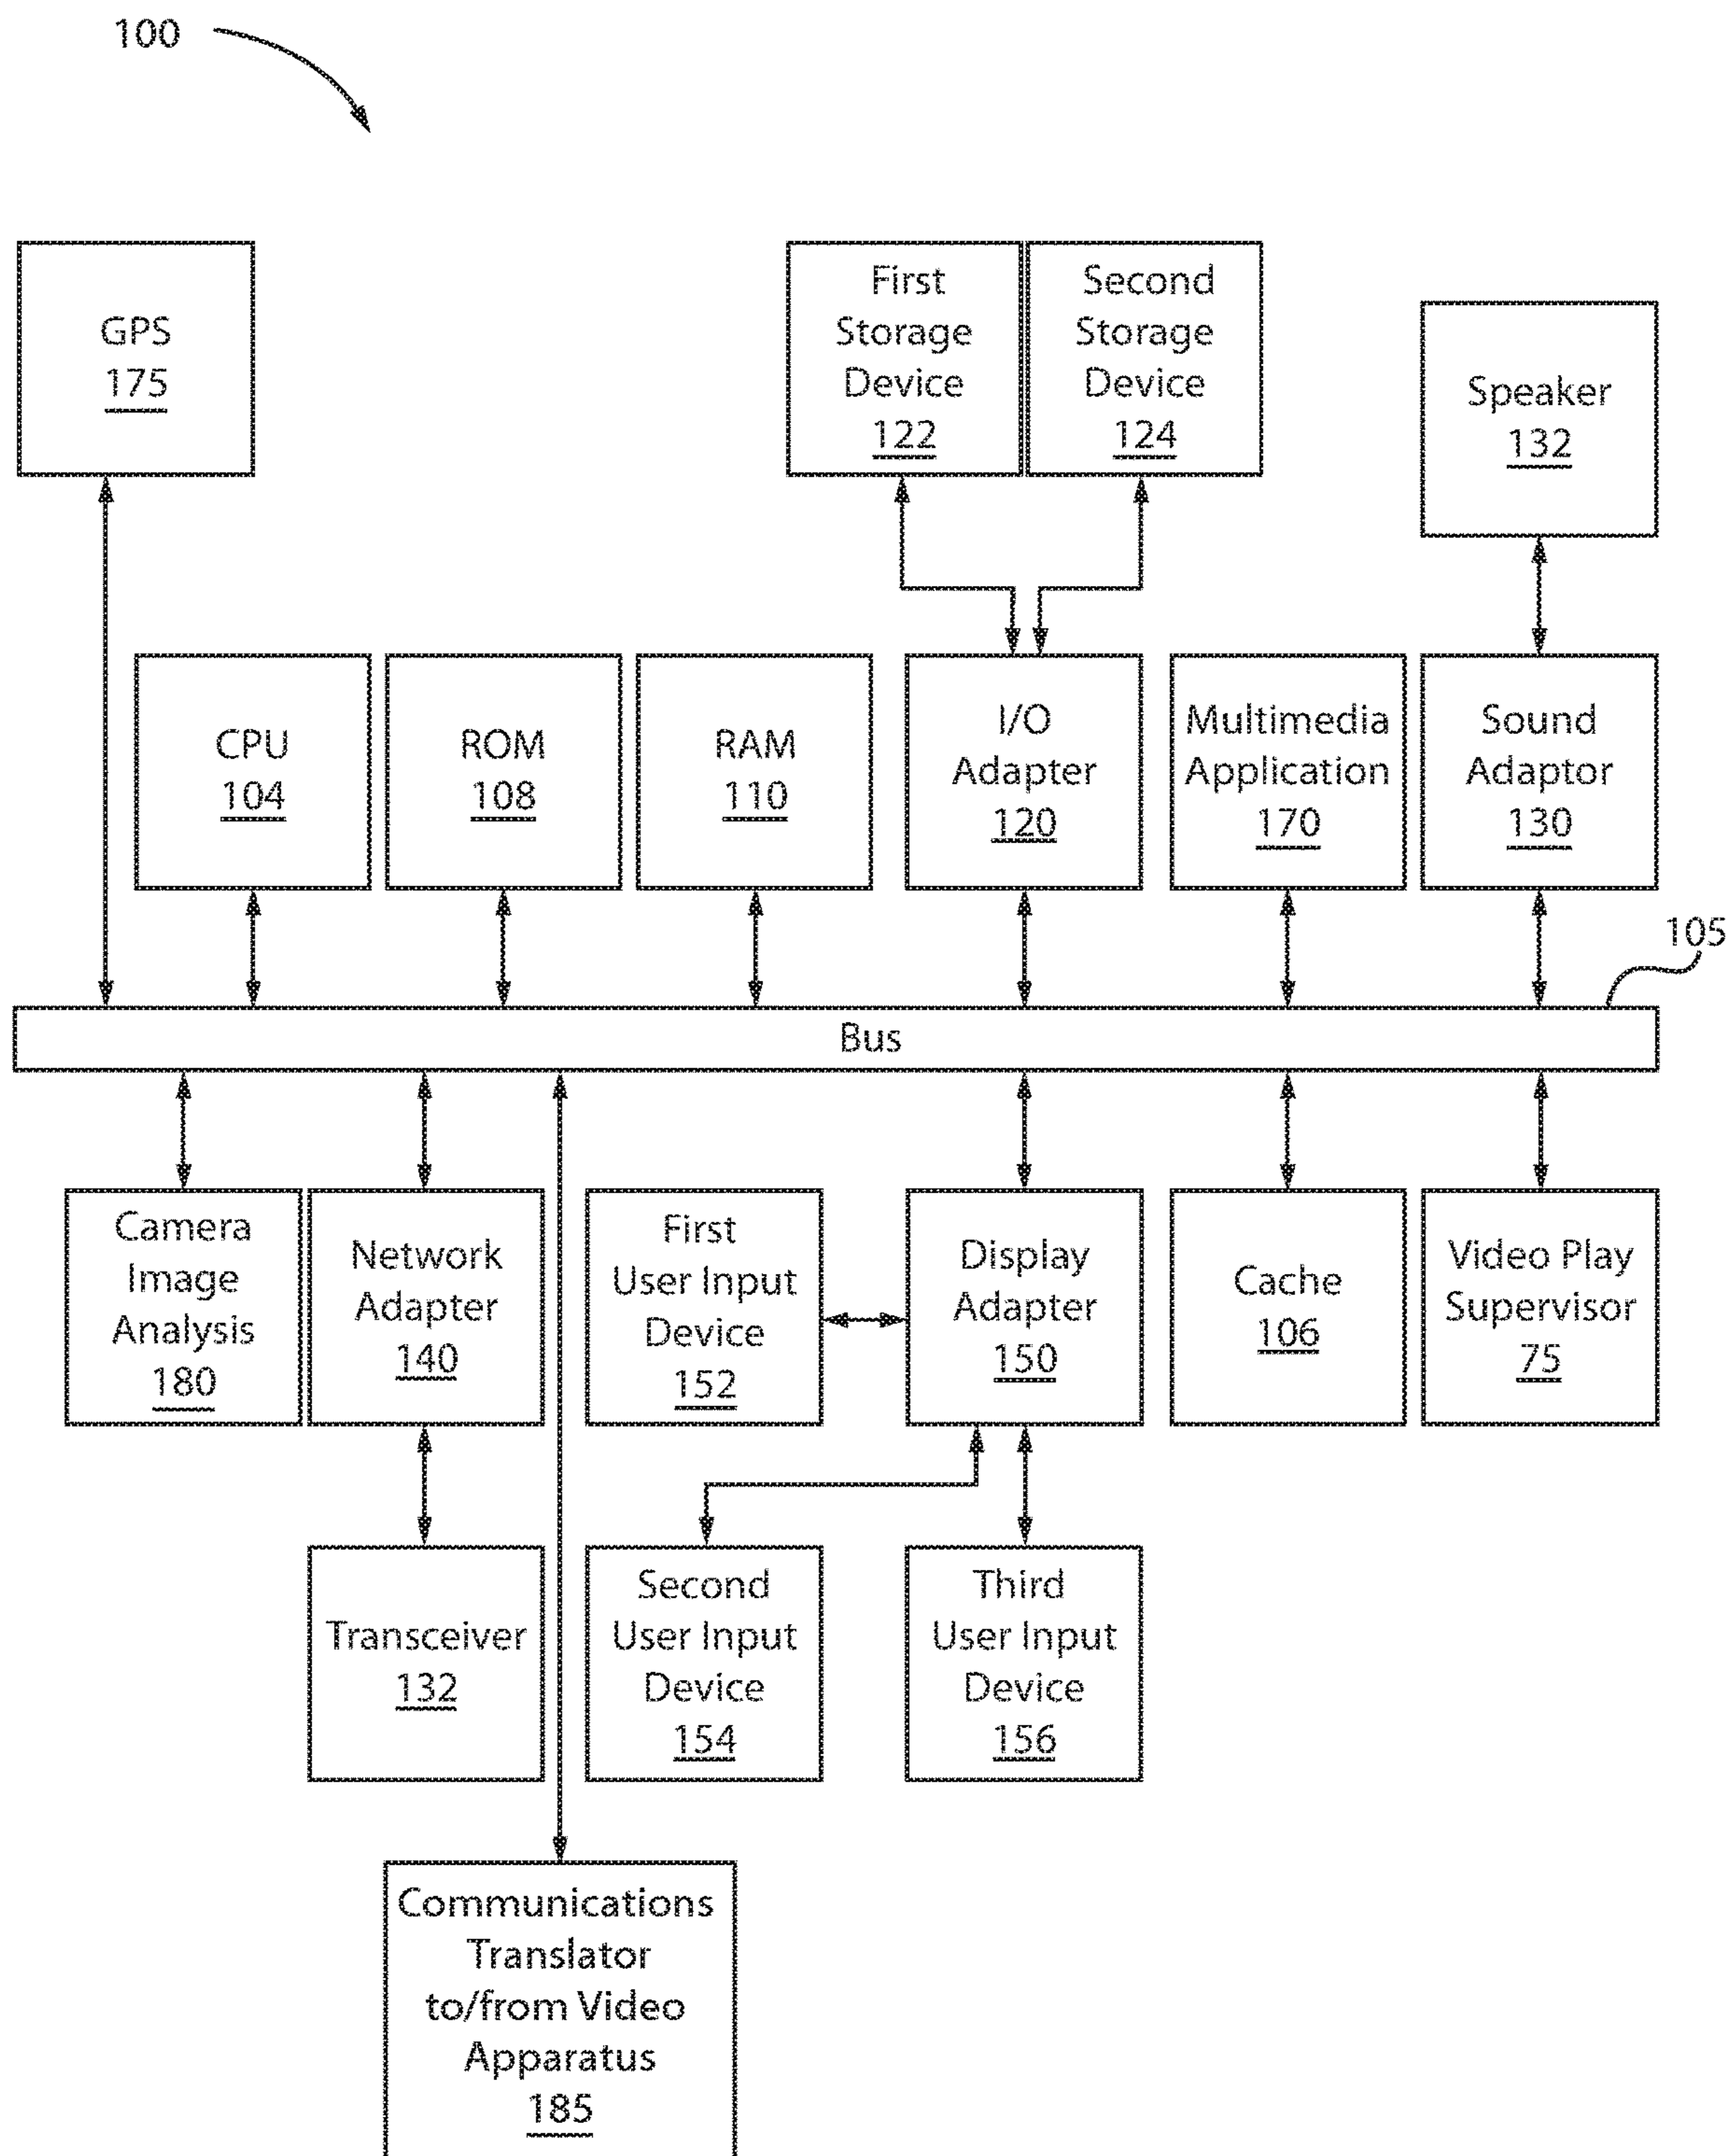 100
GPS
175
First
Storage
Device
122
Second
Storage
Device
124
Speaker
132
CPU
104
ROM
108
RAM
110
I/O
Adapter
120
Multimedia
Application
170
Sound
Adaptor
130
105
Bus
Camera
Image
Analysis
180
Network
Adapter
140
First
User Input
Device
152
Display
Adapter
150
Cache
106
Video Play
Supervisor
75
Transceiver
132
Second
User Input
Device
154
Third
User Input
Device
156
Communications
Translator
to/from Video
Apparatus
185